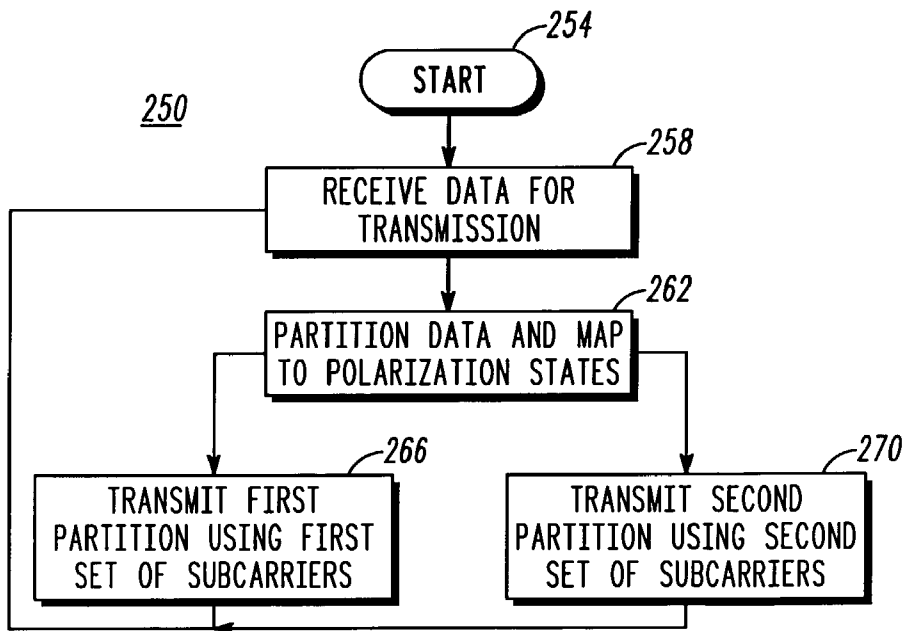 254
START
250
258
RECEIVE DATA FOR
TRANSMISSION
262
PARTITION DATA AND MAP
TO POLARIZATION STATES
266
TRANSMIT FIRST
PARTITION USING FIRST
SET OF SUBCARRIERS
270
TRANSMIT SECOND
PARTITION USING SECOND
SET OF SUBCARRIERS